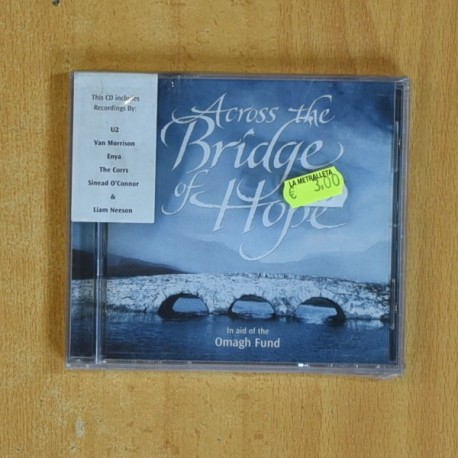 This CD includes
Recordings By:
U2
Van Morrison
Enya
The Corrs
Sinead O'Connor
&
Liam Neeson
Across the
Bridge
of Hope
LA METRALLETA
€ 3,00
In aid of the
Omagh Fund